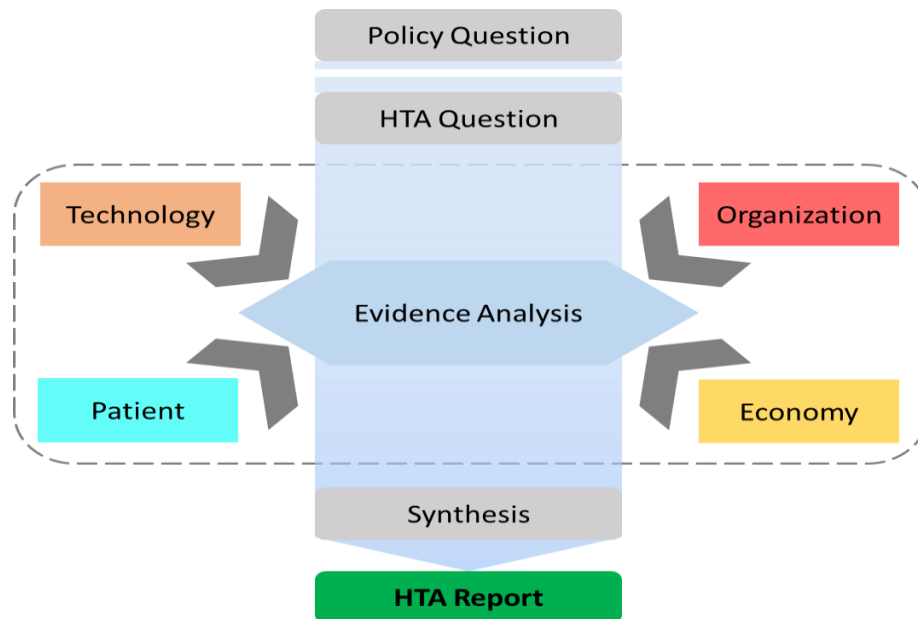 Policy Question
HTA Question
Technology
Organization
Evidence Analysis
Patient
Economy
Synthesis
HTA Report